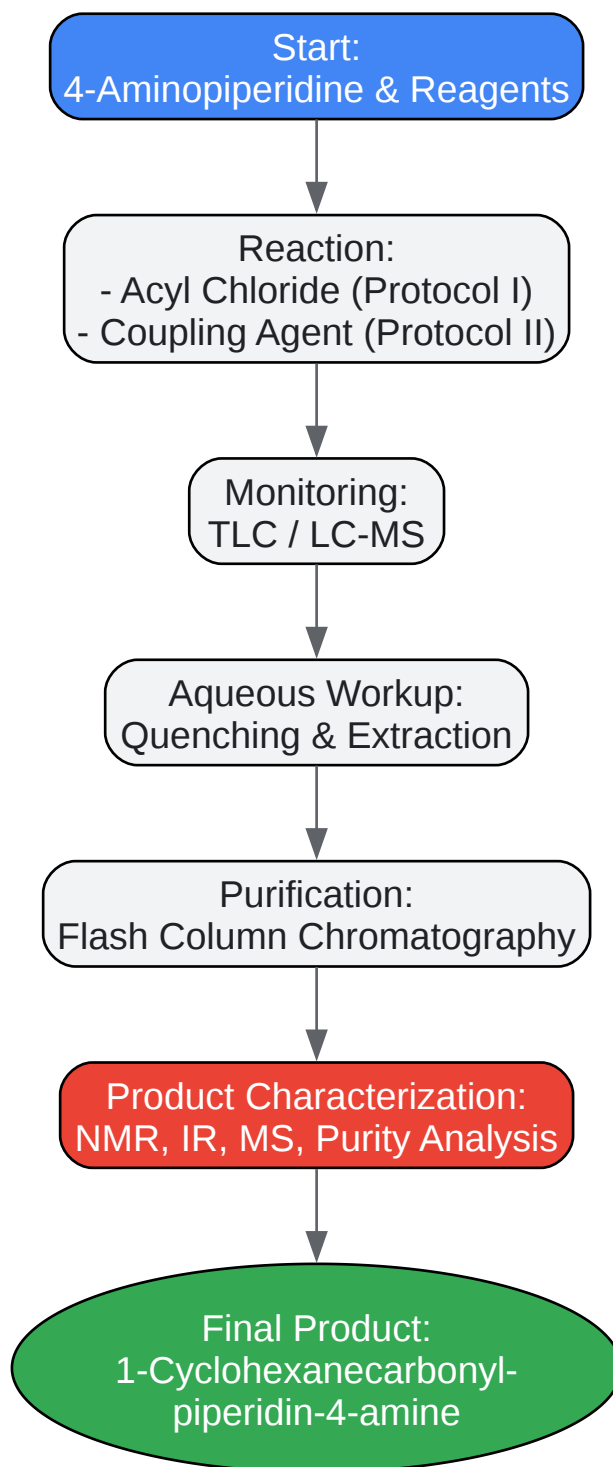 Start:
4-Aminopiperidine & Reagents
Reaction:
- Acyl Chloride (Protocol I)
- Coupling Agent (Protocol II)
Monitoring:
TLC / LC-MS
Aqueous Workup:
Quenching & Extraction
Purification:
Flash Column Chromatography
Product Characterization:
NMR, IR, MS, Purity Analysis
Final Product:
1-Cyclohexanecarbonyl-
piperidin-4-amine